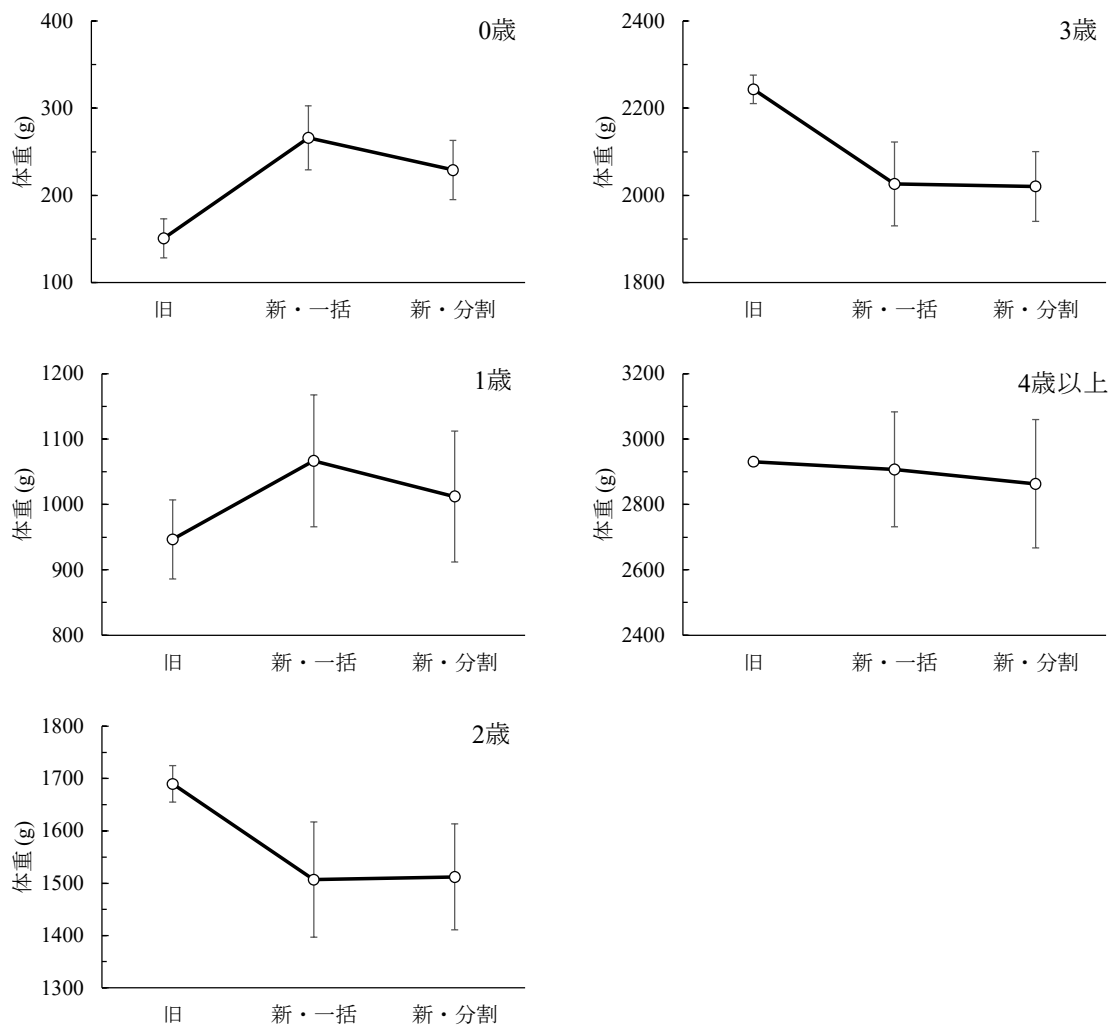 0歳
体重 (g)
400
300
200
100
旧
新・一括
新・分割
3歳
体重 (g)
2400
2200
2000
1800
旧
新・一括
新・分割
1歳
体重 (g)
1200
1100
1000
900
800
旧
新・一括
新・分割
4歳以上
体重 (g)
3200
3000
2800
2600
2400
旧
新・一括
新・分割
2歳
体重 (g)
1800
1700
1600
1500
1400
1300
旧
新・一括
新・分割